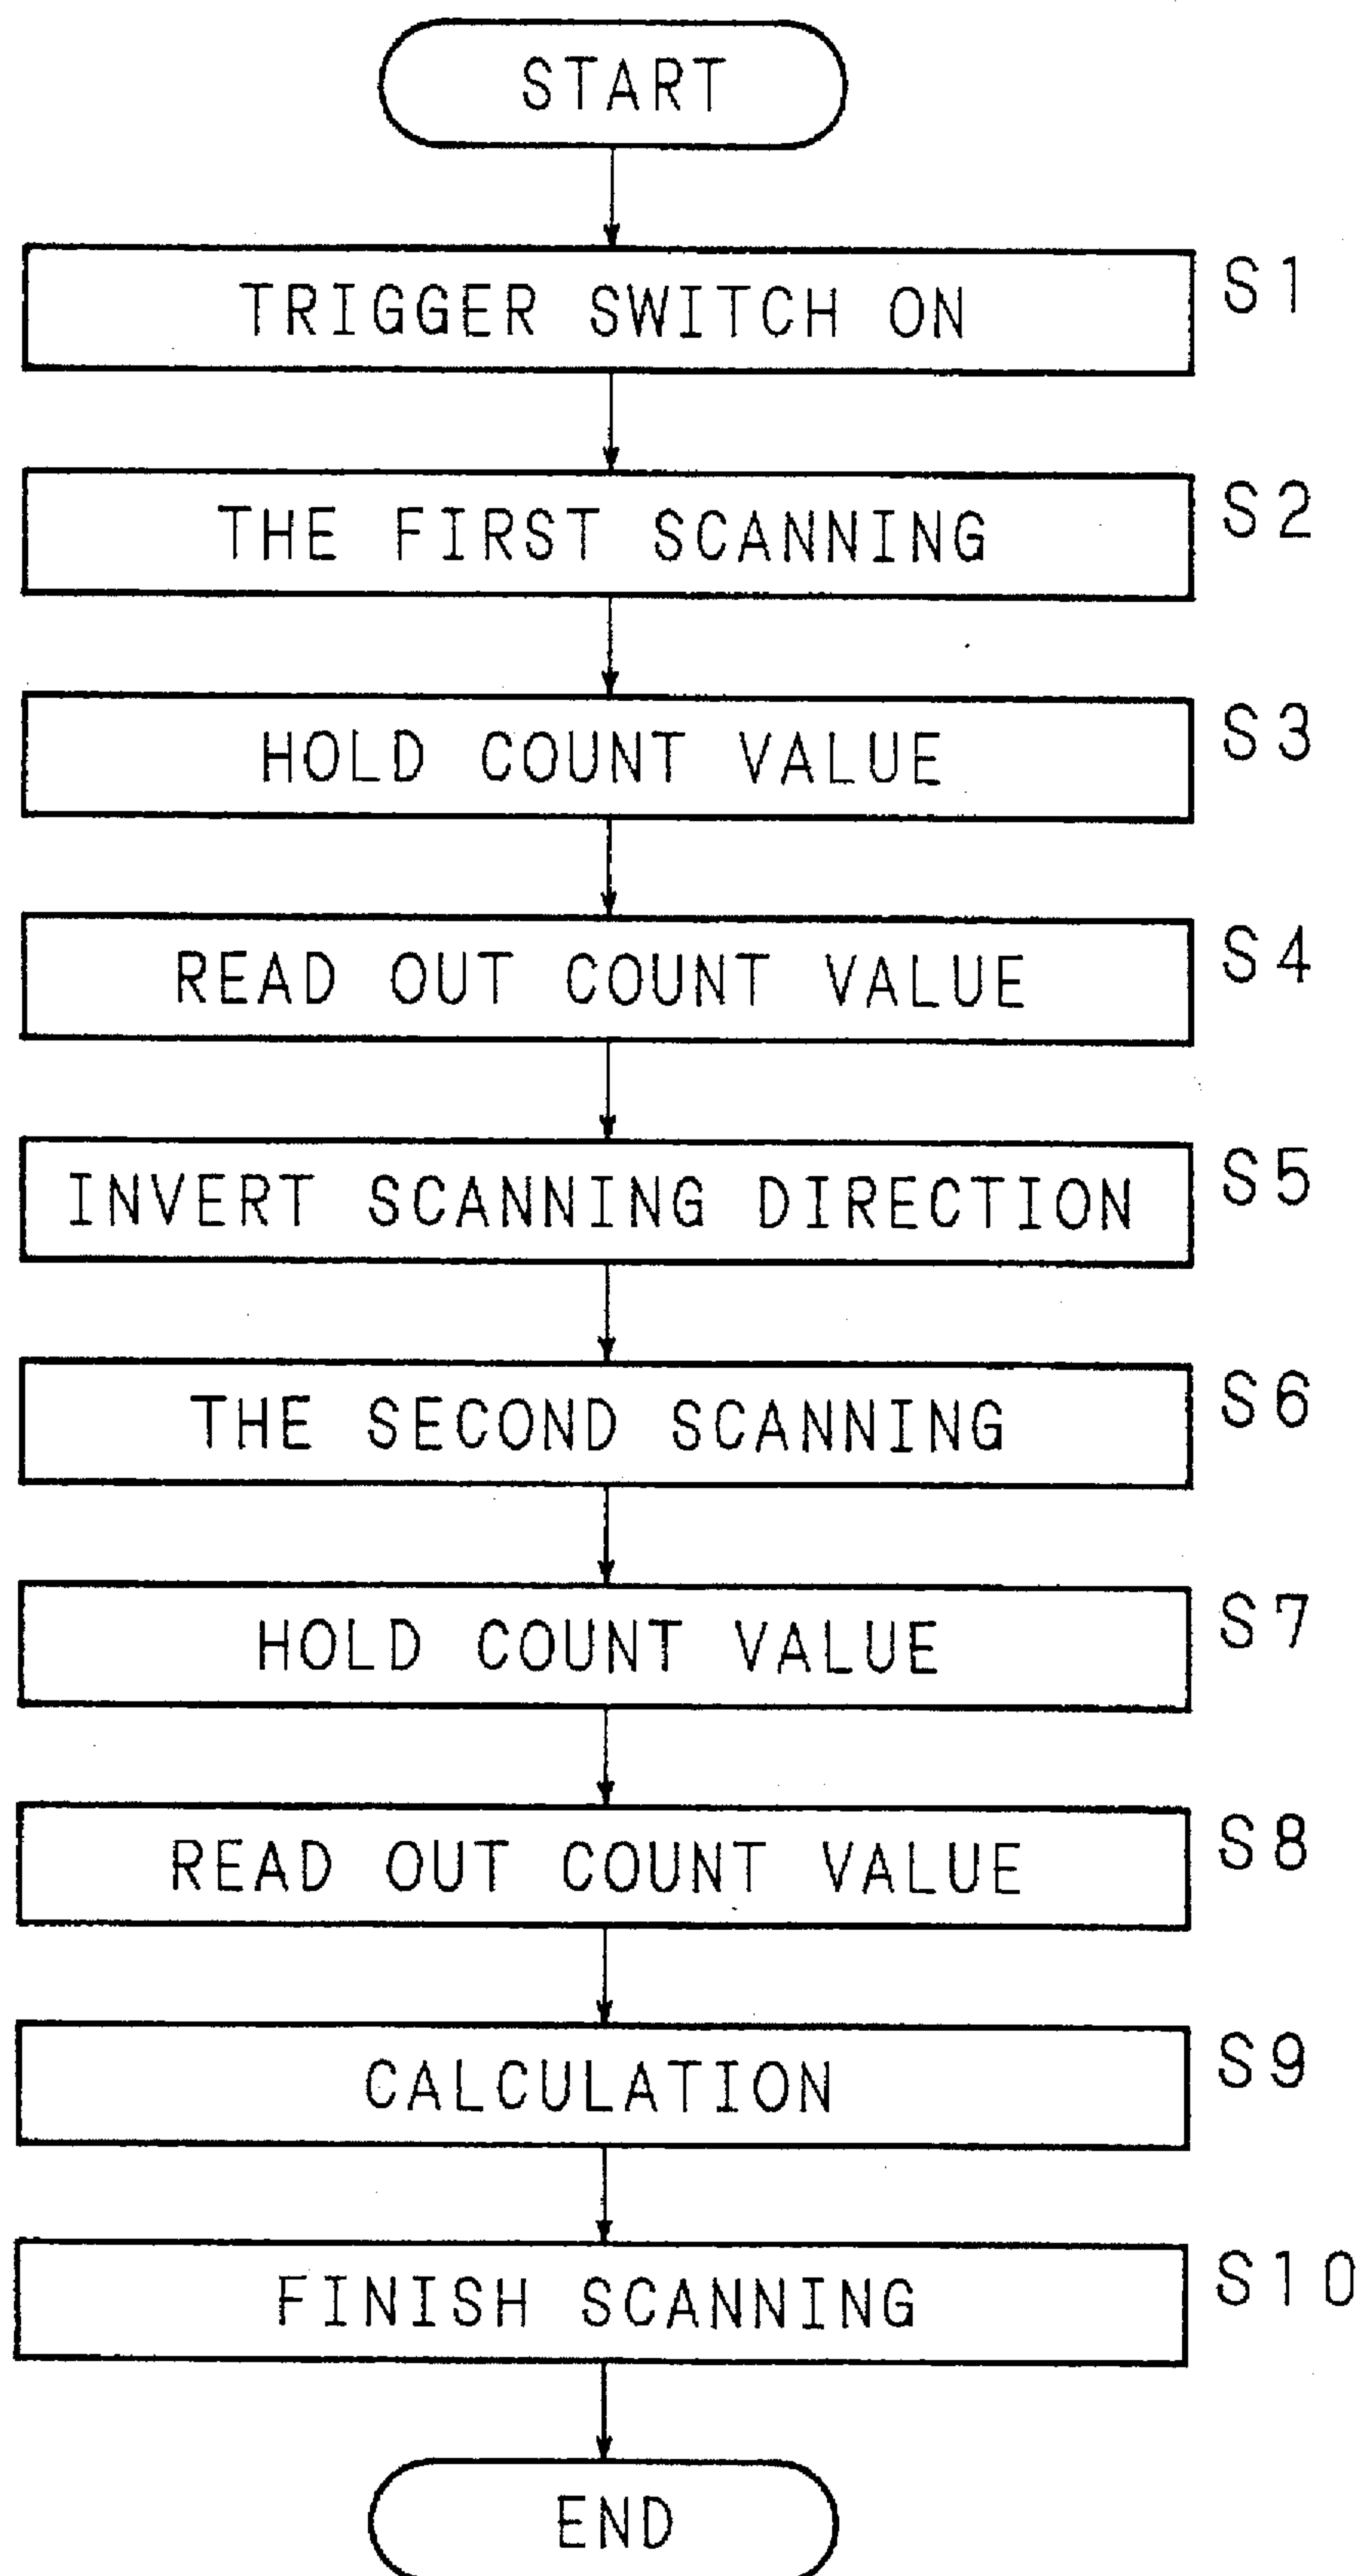 START
TRIGGER SWITCH ON S1
THE FIRST SCANNING S2
HOLD COUNT VALUE S3
READ OUT COUNT VALUE S4
INVERT SCANNING DIRECTION S5
THE SECOND SCANNING S6
HOLD COUNT VALUE S7
READ OUT COUNT VALUE S8
CALCULATION S9
FINISH SCANNING S10
END